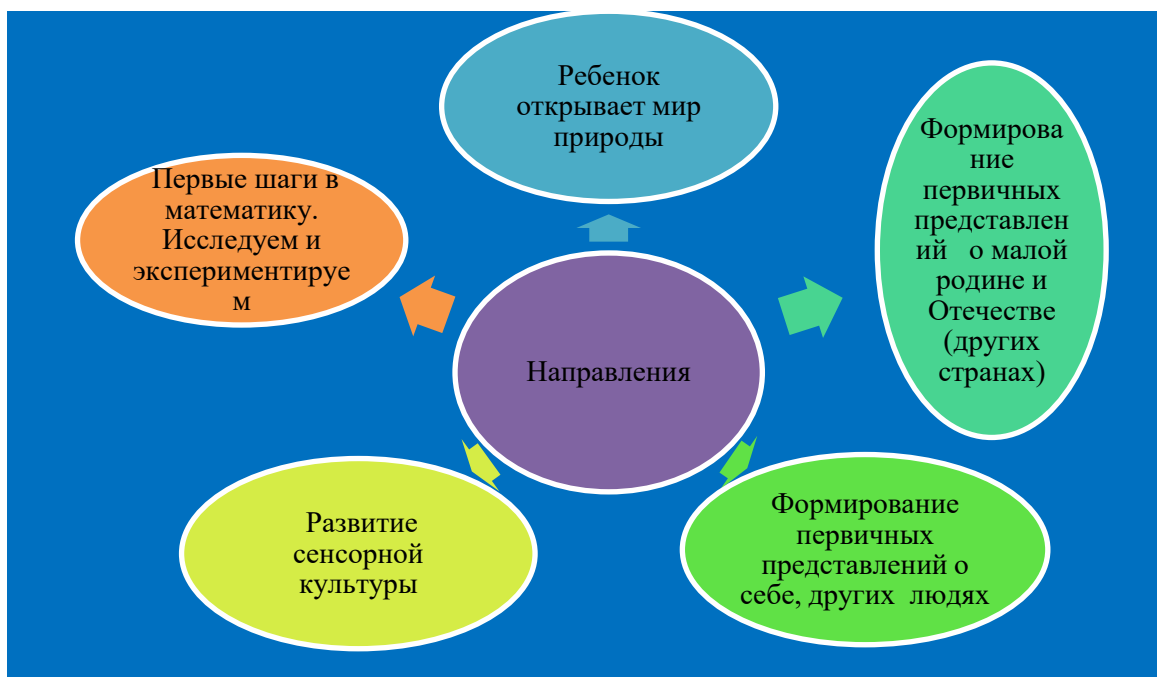 Ребенок
открывает мир
природы
Формирова
ние
первичных
представлен
ий о малой
родине и
Отечестве
(других
странах)
Первые шаги в
математику.
Исследуем и
экспериментируе
м
Направления
Развитие
сенсорной
культуры
Формирование
первичных
представлений о
себе, других людях